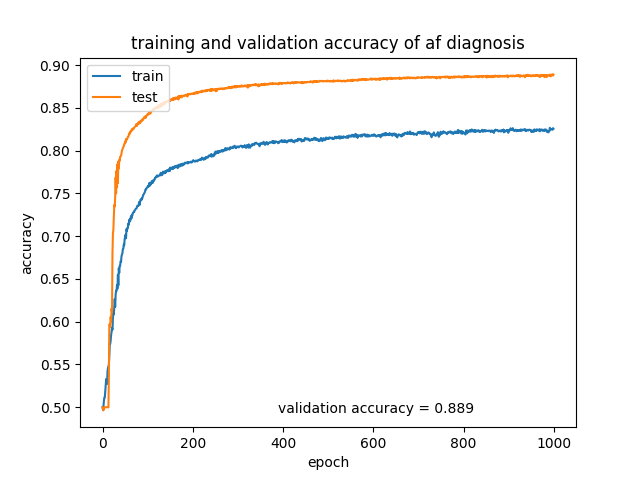 training and validation accuracy of af diagnosis
train
test
0.90
0.85
0.80
0.75
0.70
0.65
0.60
0.55
0.50
accuracy
validation accuracy = 0.889
0
200
400
600
800
1000
epoch